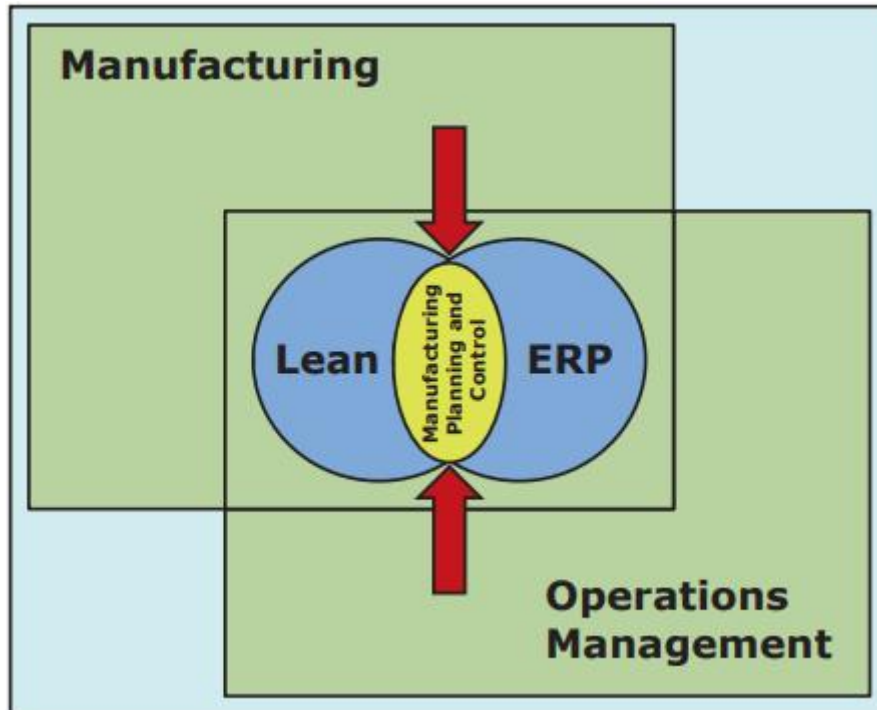 Manufacturing
Lean
Manufacturing
Planning and
Control
ERP
Operations
Management